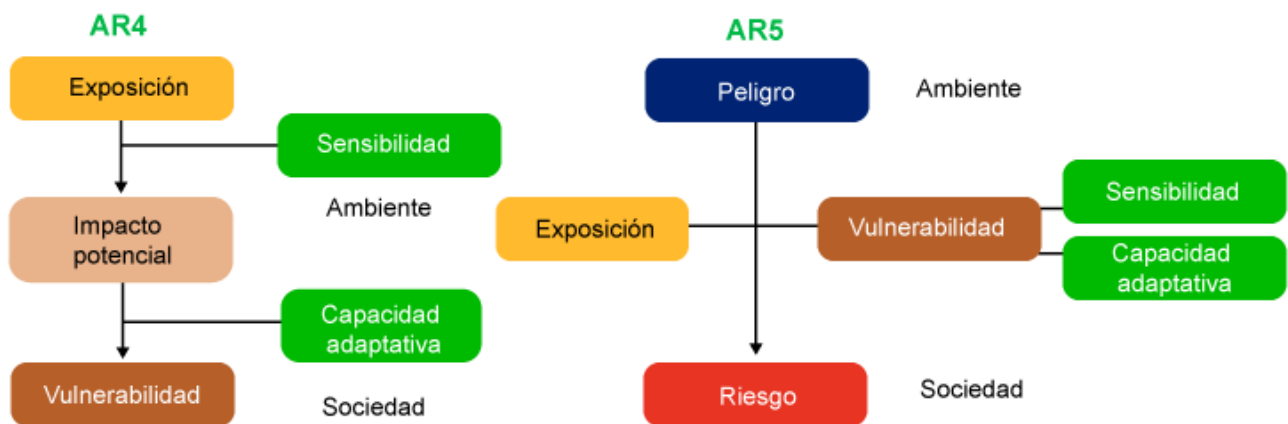 AR4
Exposición
Sensibilidad
Ambiente
Impacto
potencial
Capacidad
adaptativa
Vulnerabilidad
Sociedad
AR5
Peligro
Ambiente
Exposición
Vulnerabilidad
Sensibilidad
Capacidad
adaptativa
Riesgo
Sociedad